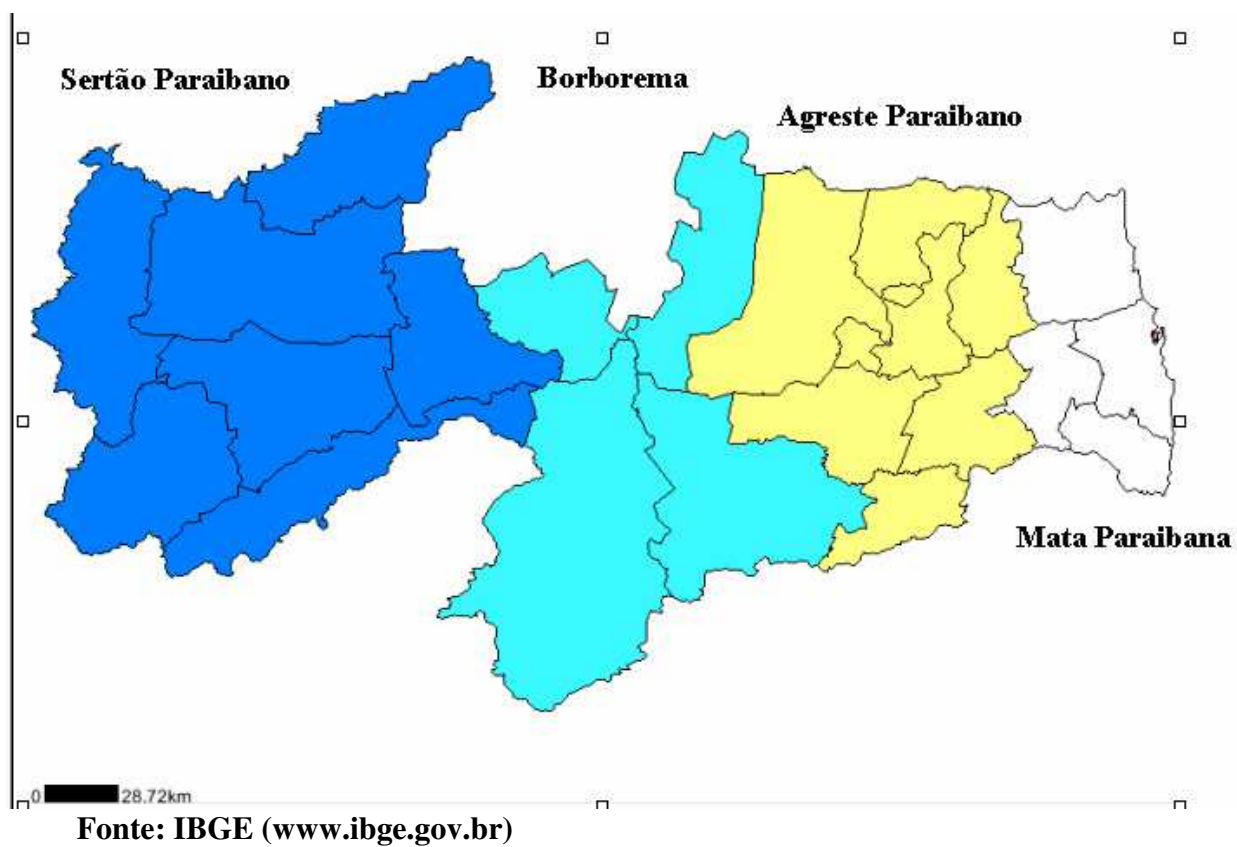 Sertão Paraibano
Borborema
Agreste Paraibano
Mata Paraibana
0 28.72km
Fonte: IBGE (www.ibge.gov.br)